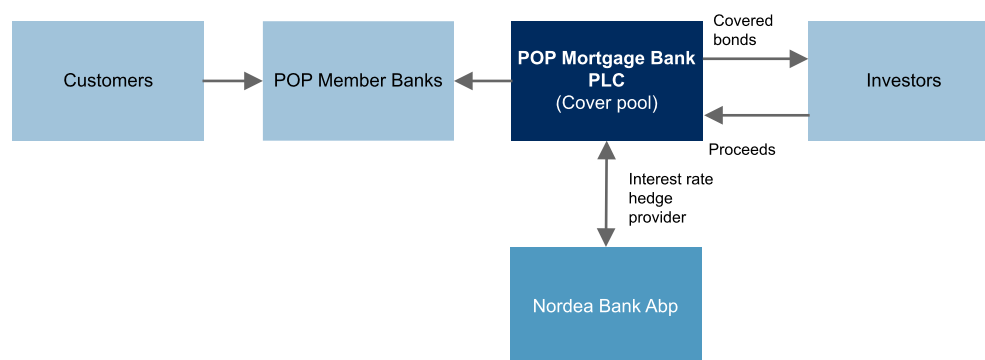 Customers
POP Member Banks
POP Mortgage Bank
PLC
(Cover pool)
Covered
bonds
Investors
Proceeds
Interest rate
hedge
provider
Nordea Bank Abp